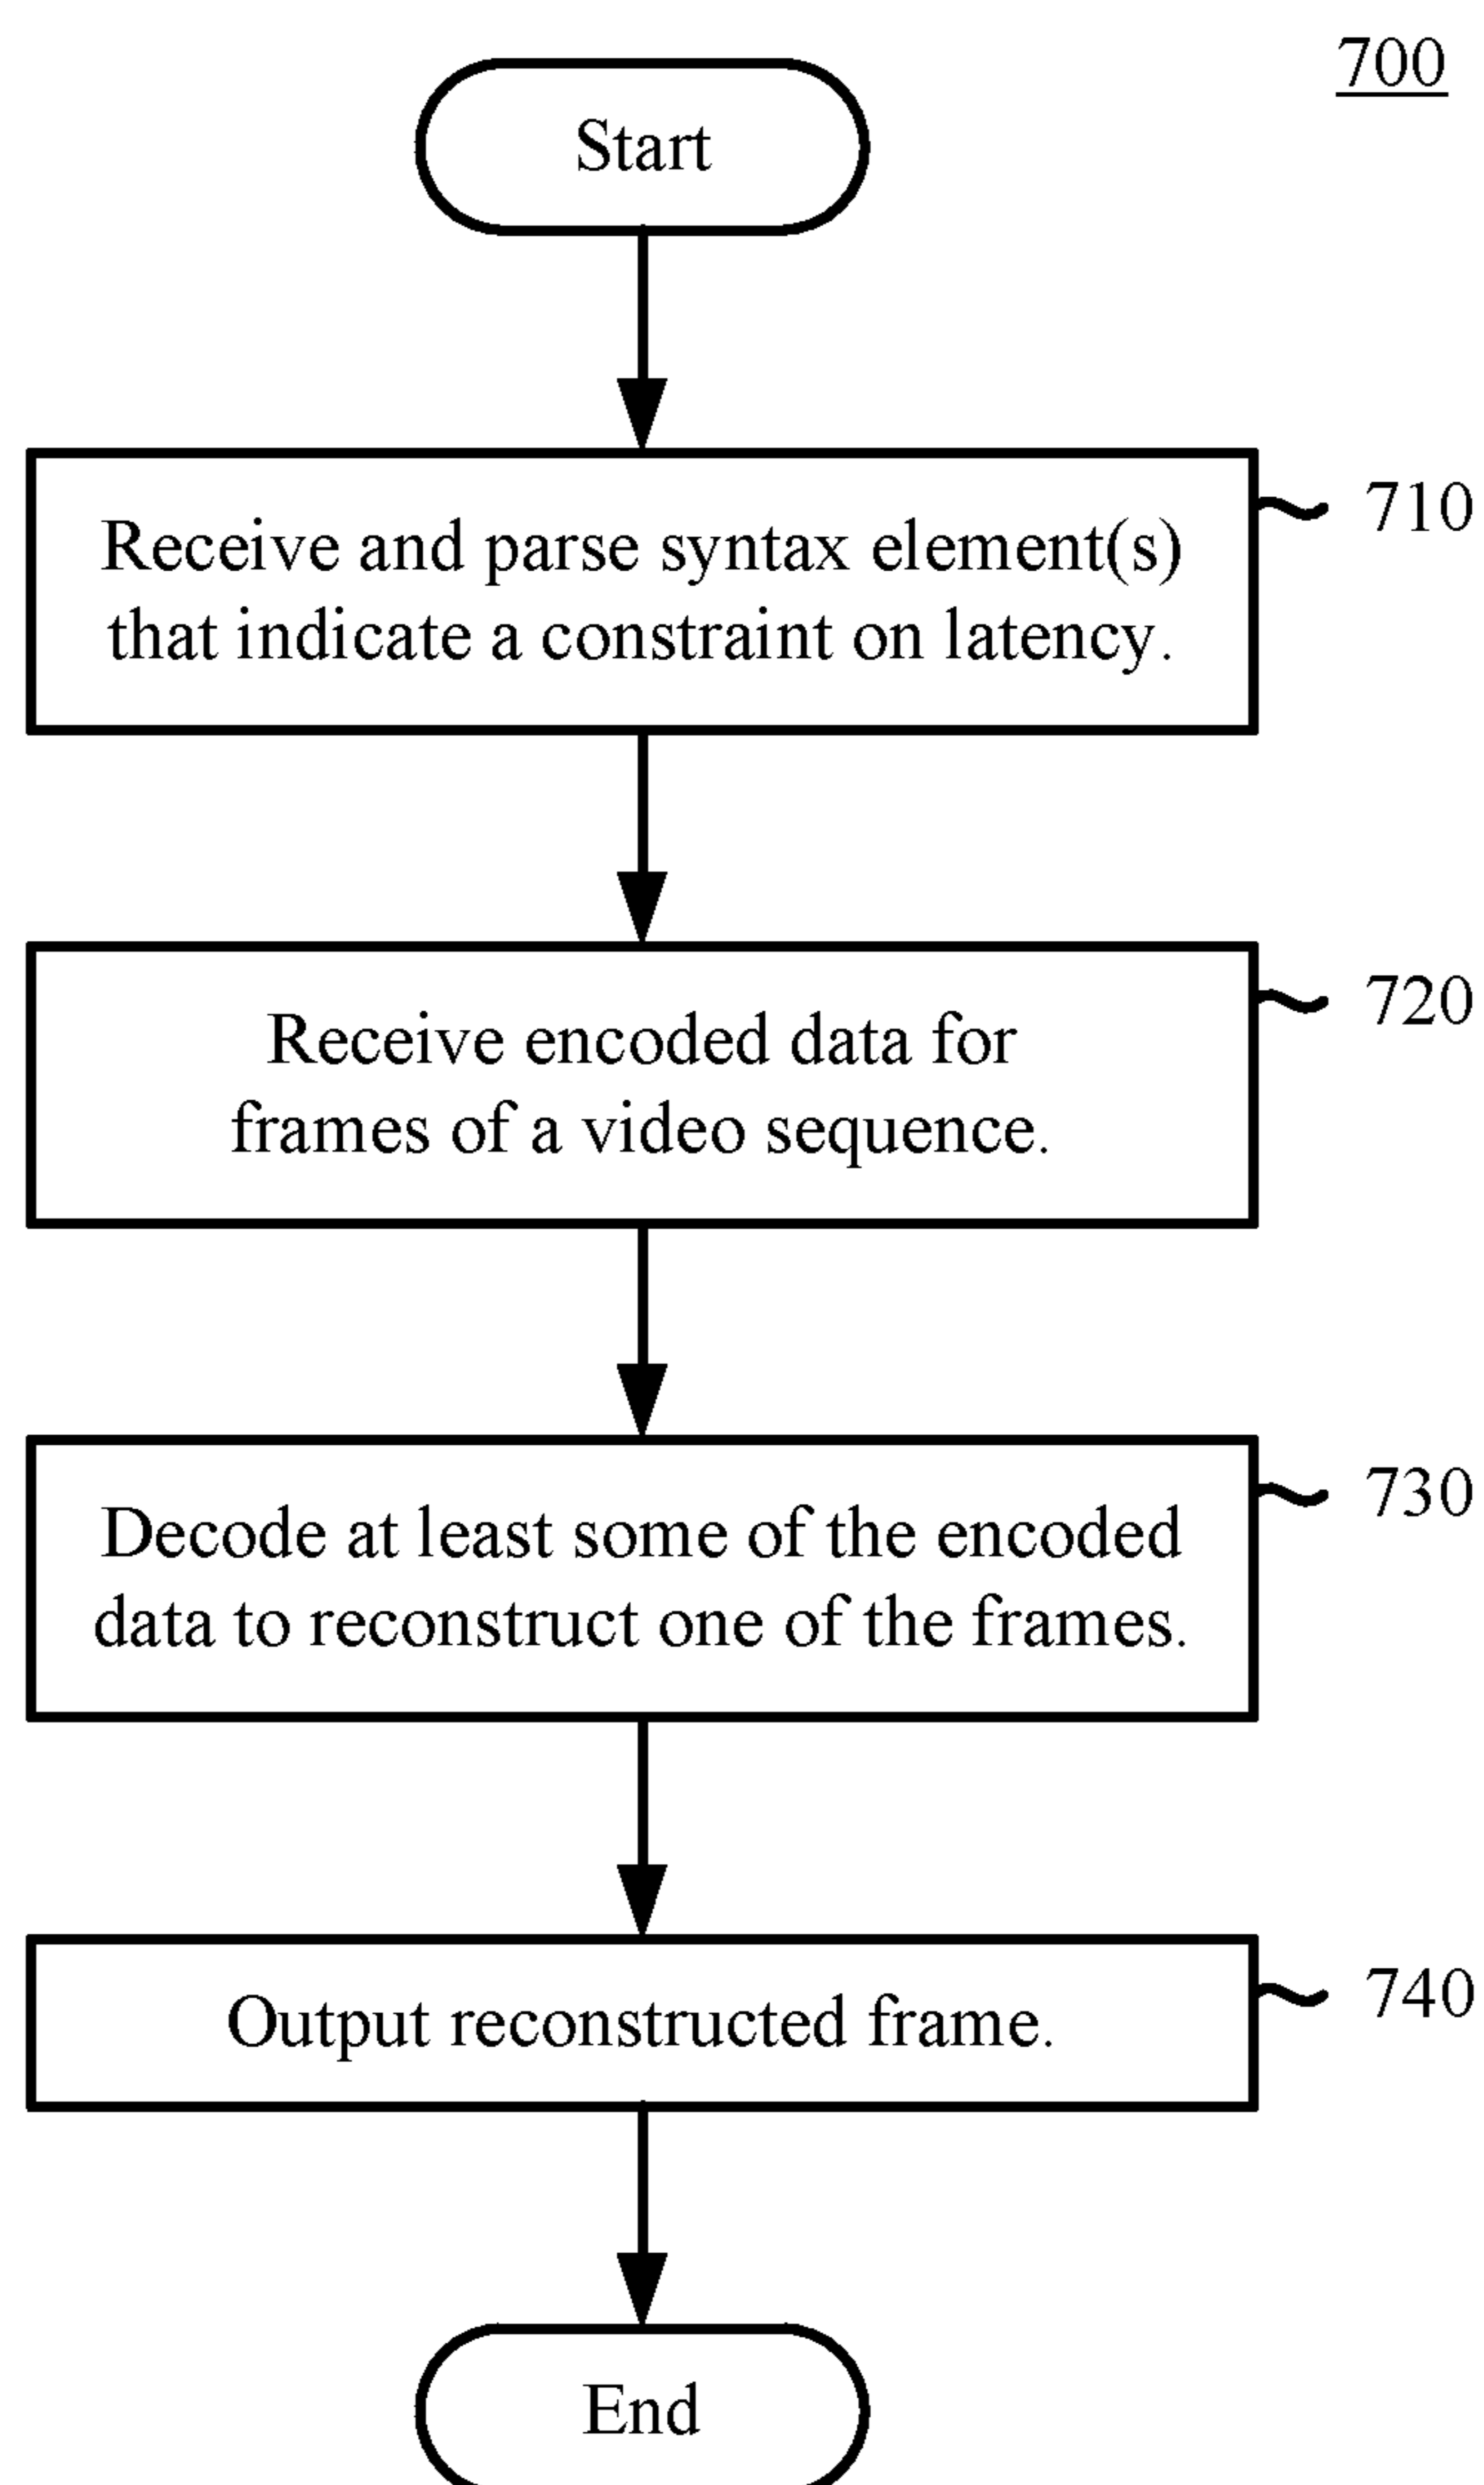 700
Start
Receive and parse syntax element(s)
that indicate a constraint on latency.
710
Receive encoded data for
frames of a video sequence.
720
Decode at least some of the encoded
data to reconstruct one of the frames.
730
Output reconstructed frame.
740
End